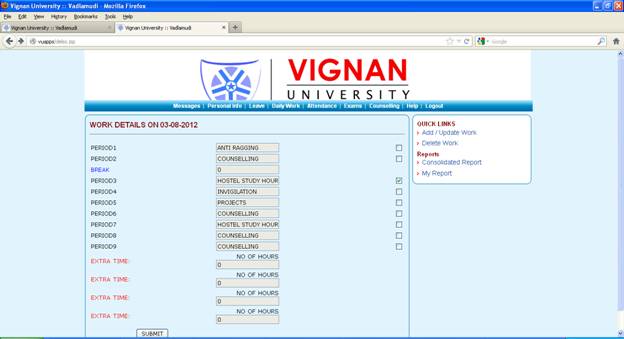 Vignan University :: Vadlamudi - Mozilla Firefox
File Edit View History Bookmarks Tools Help
Vignan University :: Vadlamudi × Vignan University :: Vadlamudi × +
vuapps/deleo.jsp Google
VIGNAN
UNIVERSITY
Messages | Personal Info | Leave | Daily Work | Attendance | Exams | Counselling | Help | Logout
WORK DETAILS ON 03-08-2012
PERIOD1 ANTI RAGGING
PERIOD2 COUNSELLING
BREAK 0
PERIOD3 HOSTEL STUDY HOUR
PERIOD4 INVIGILATION
PERIOD5 PROJECTS
PERIOD6 COUNSELLING
PERIOD7 HOSTEL STUDY HOUR
PERIOD8 COUNSELLING
PERIOD9 COUNSELLING
NO OF HOURS
EXTRA TIME: 0
NO OF HOURS
EXTRA TIME: 0
NO OF HOURS
EXTRA TIME: 0
NO OF HOURS
EXTRA TIME: 0
SUBMIT
QUICK LINKS
Add / Update Work
Delete Work
Reports
Consolidated Report
My Report